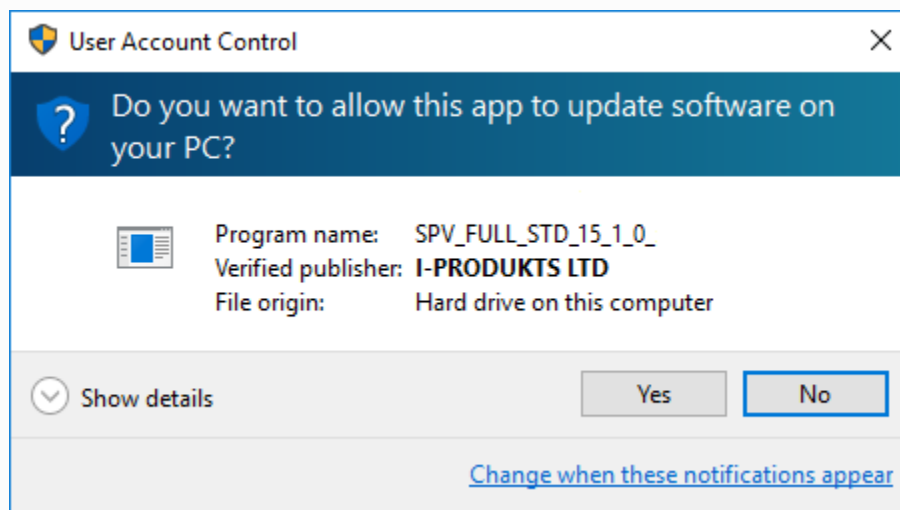 User Account Control
Do you want to allow this app to update software on
your PC?
Program name: SPV_FULL_STD_15_1_0_
Verified publisher: I-PRODUKTS LTD
File origin: Hard drive on this computer
Show details
Yes
No
Change when these notifications appear